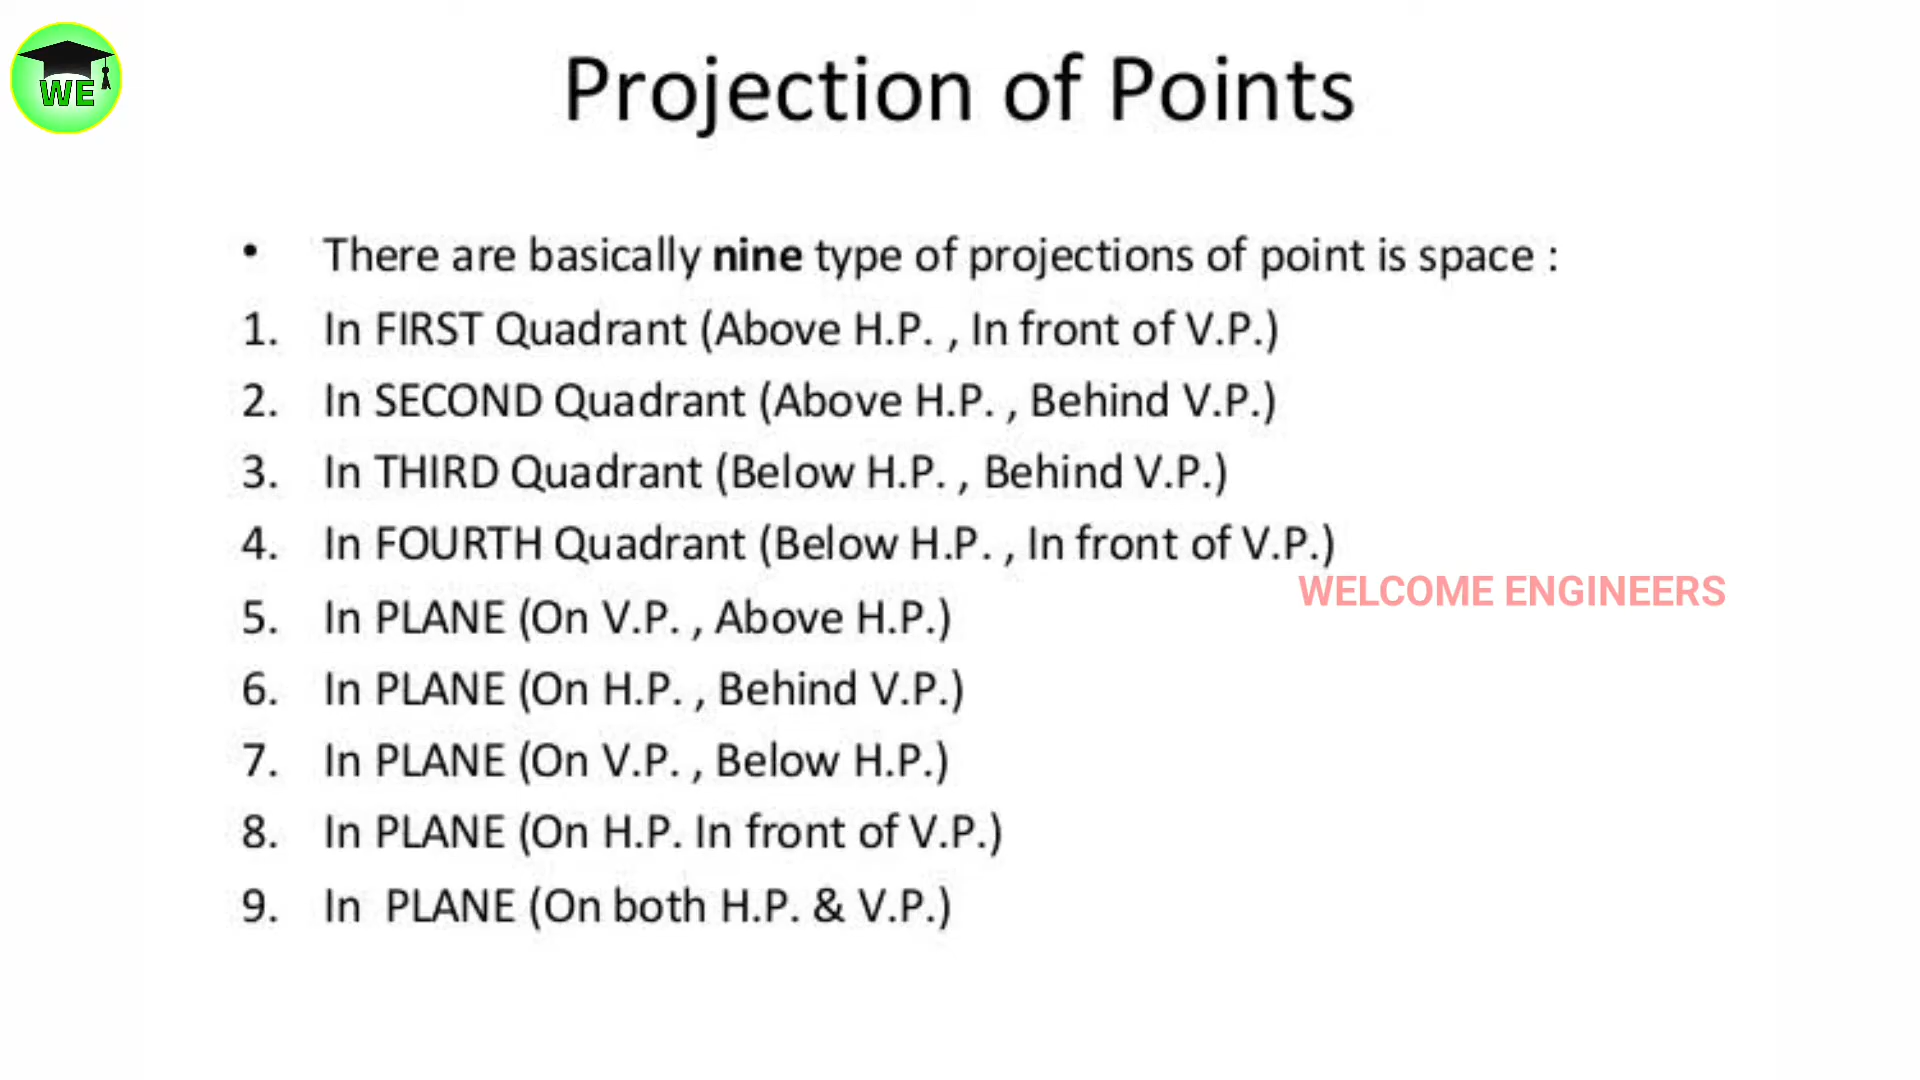 WE
Projection of Points
• There are basically nine type of projections of point is space :
1. In FIRST Quadrant (Above H.P. , In front of V.P.)
2. In SECOND Quadrant (Above H.P. , Behind V.P.)
3. In THIRD Quadrant (Below H.P. , Behind V.P.)
4. In FOURTH Quadrant (Below H.P. , In front of V.P.)
WELCOME ENGINEERS
5. In PLANE (On V.P. , Above H.P.)
6. In PLANE (On H.P. , Behind V.P.)
7. In PLANE (On V.P. , Below H.P.)
8. In PLANE (On H.P. In front of V.P.)
9. In PLANE (On both H.P. & V.P.)